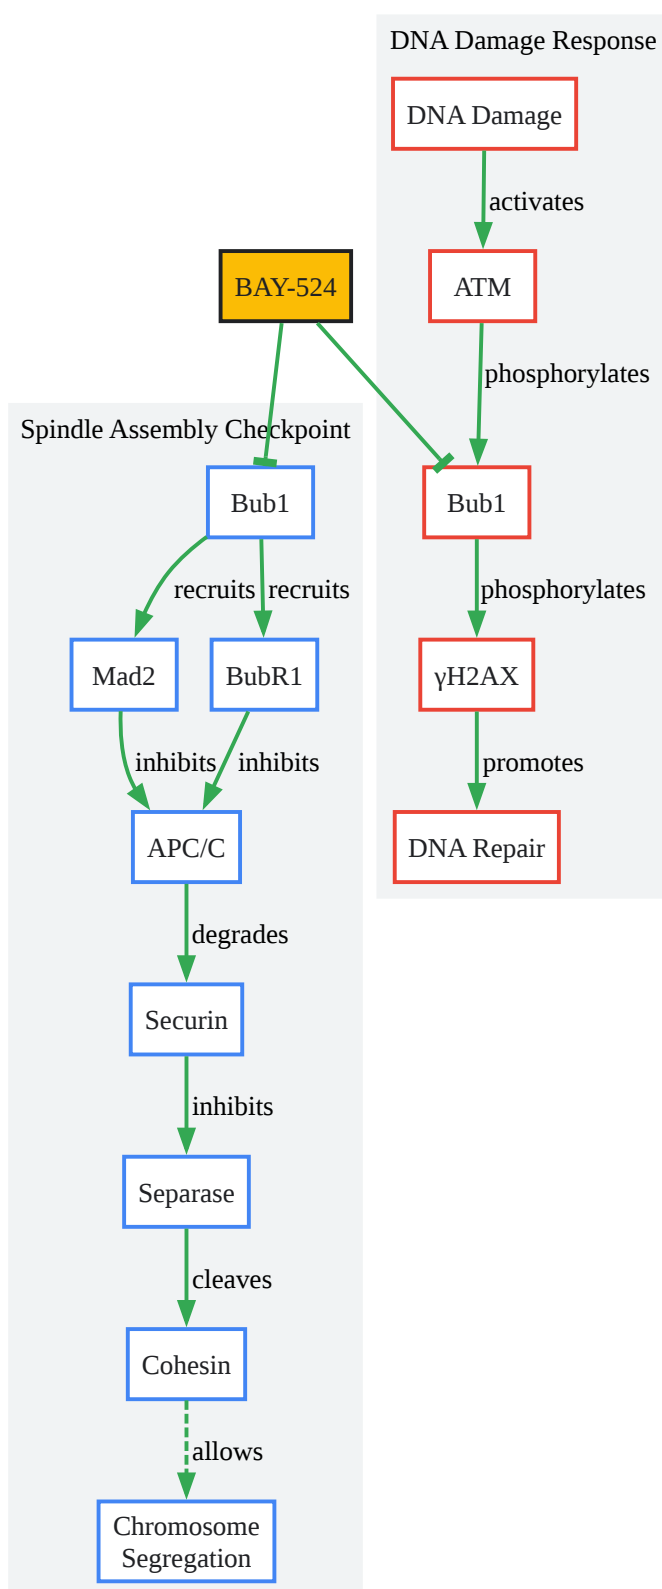 DNA Damage Response
DNA Damage
activates
BAY-524
ATM
phosphorylates
Spindle Assembly Checkpoint
Bub1
Bub1
recruits
recruits
phosphorylates
Mad2
BubR1
γH2AX
inhibits
inhibits
promotes
APC/C
DNA Repair
degrades
Securin
inhibits
Separase
cleaves
Cohesin
allows
Chromosome
Segregation